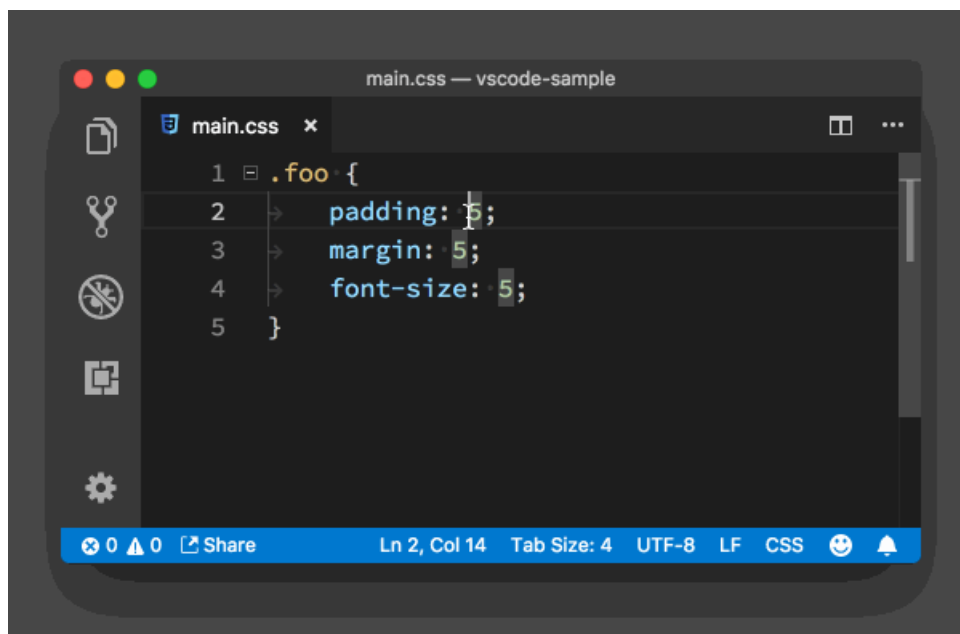 main.css — vscode-sample
main.css ×
1 .foo {
2 padding: 5;
3 margin: 5;
4 font-size: 5;
5 }
0 0 Share Ln 2, Col 14 Tab Size: 4 UTF-8 LF CSS